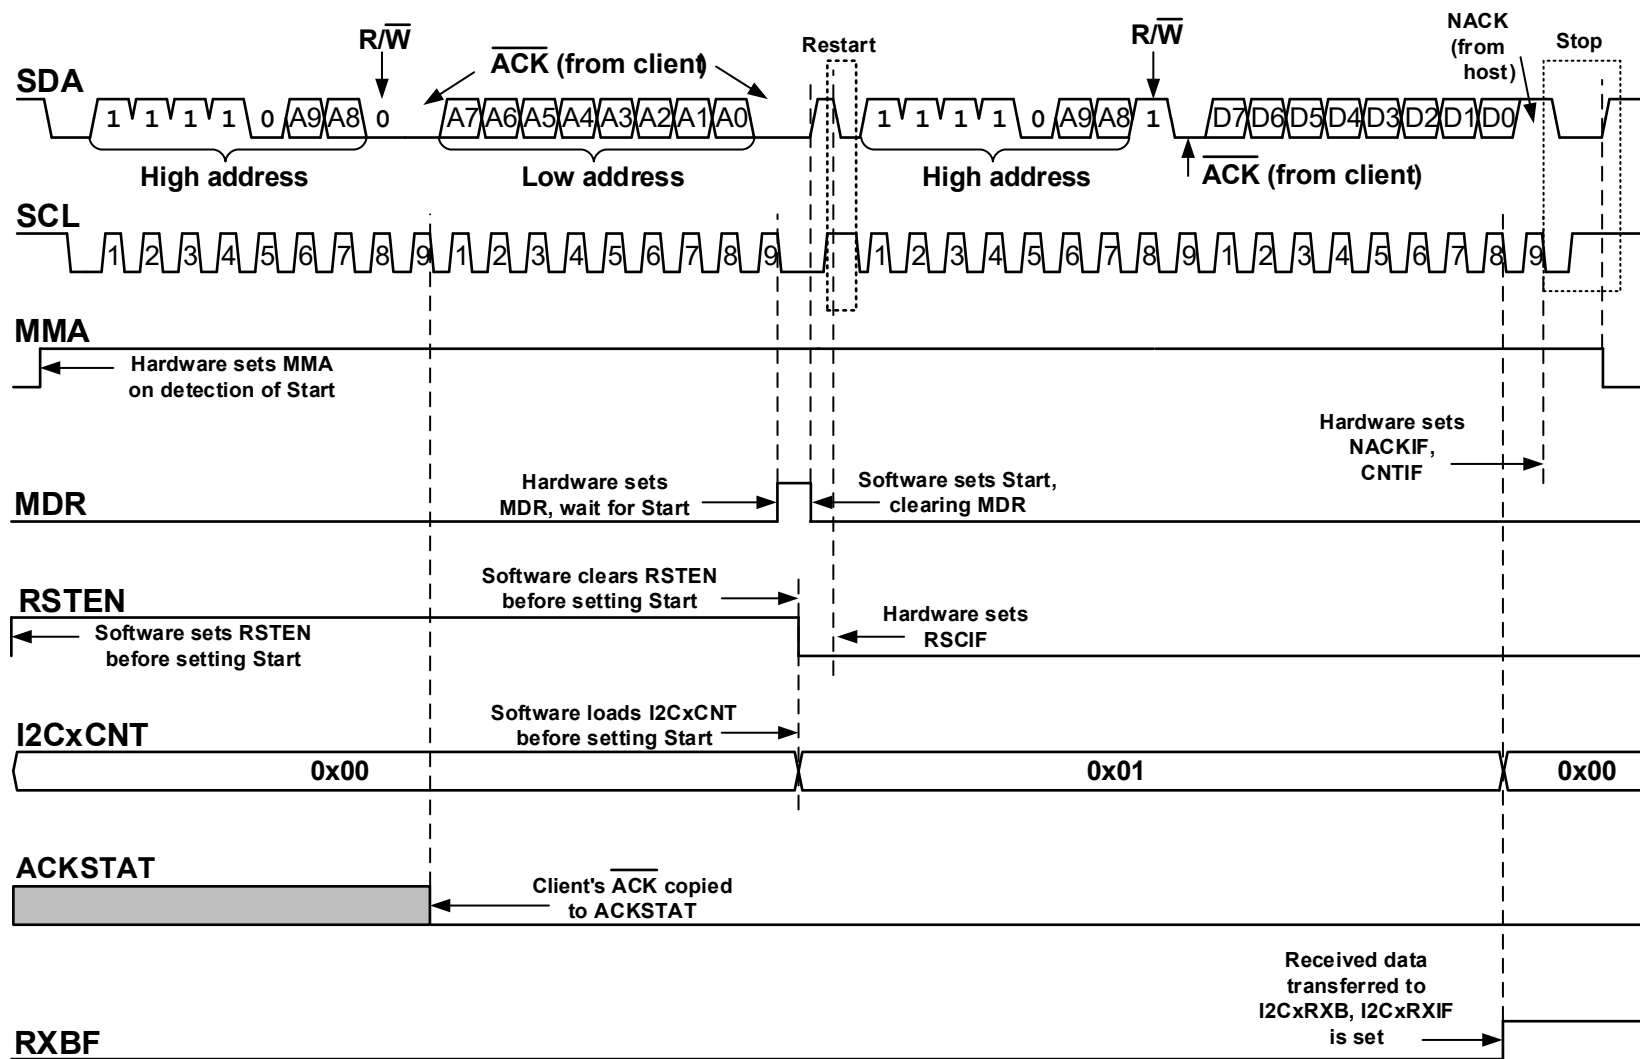 R/W
ACK (from client)
Restart
R/W
NACK
(from
host)
Stop
SDA
1 1 1 1 0 A9 A8 0 A7 A6 A5 A4 A3 A2 A1 A0 1 1 1 1 0 A9 A8 1 D7 D6 D5 D4 D3 D2 D1 D0
High address
Low address
High address
ACK (from client)
SCL
1 2 3 4 5 6 7 8 9 1 2 3 4 5 6 7 8 9 1 2 3 4 5 6 7 8 9 1 2 3 4 5 6 7 8 9
MMA
Hardware sets MMA
on detection of Start
Hardware sets
NACKIF,
CNTIF
MDR
Hardware sets
MDR, wait for Start
Software sets Start,
clearing MDR
RSTEN
Software sets RSTEN
before setting Start
Software clears RSTEN
before setting Start
Hardware sets
RSCIF
I2CxCNT
Software loads I2CxCNT
before setting Start
0x00
0x01
0x00
ACKSTAT
Client's ACK copied
to ACKSTAT
RXBF
Received data
transferred to
I2CxRXB, I2CxRXIF
is set